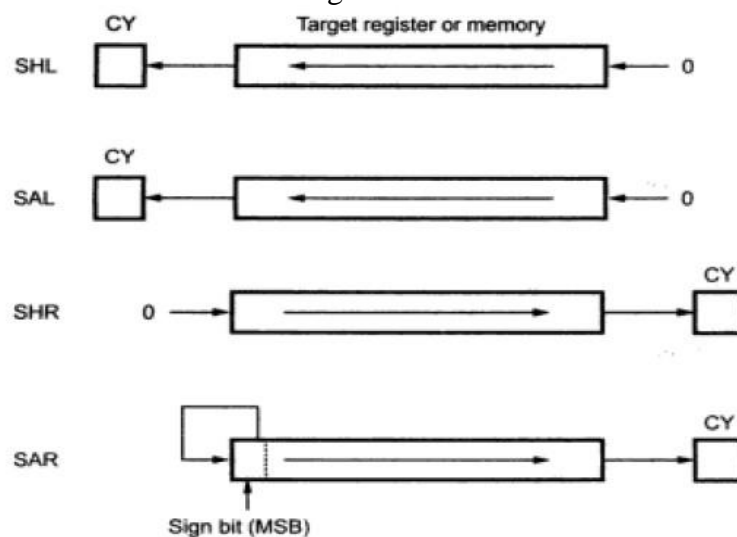 CY Target register or memory
SHL 0
CY
SAL 0
CY
SHR 0
CY
SAR
Sign bit (MSB)